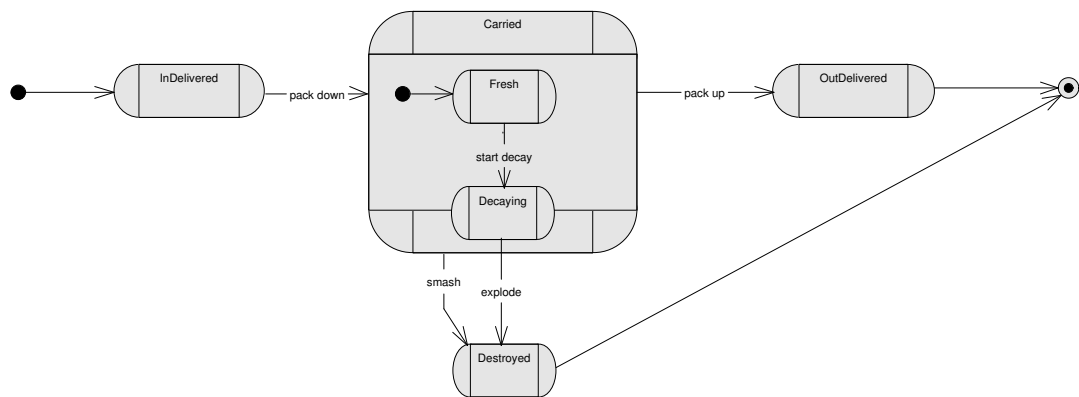 Carried
InDelivered
Fresh
OutDelivered
pack down
pack up
start decay
Decaying
smash
explode
Destroyed